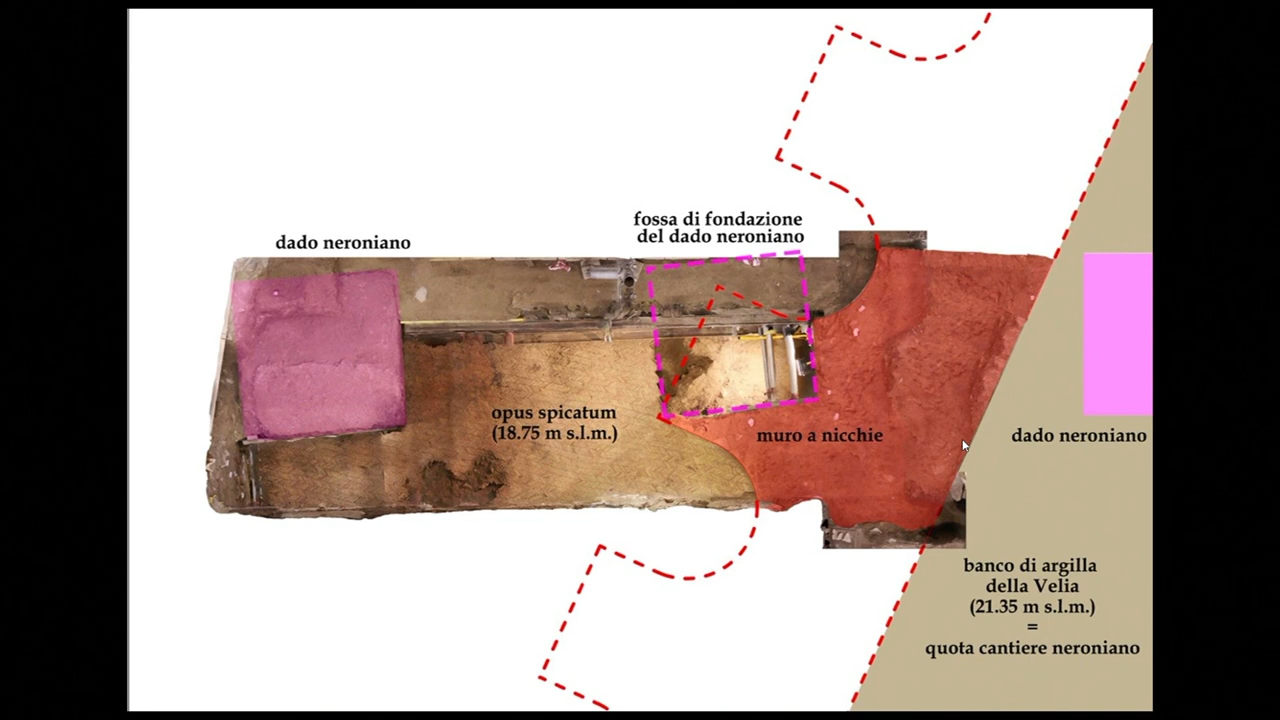 fossa di fondazione
del dado neroniano
dado neroniano
opus spicatum
(18.75 m s.l.m.)
muro a nicchie
dado neroniano
banco di argilla
della Velia
(21.35 m s.l.m.)
=
quota cantiere neroniano